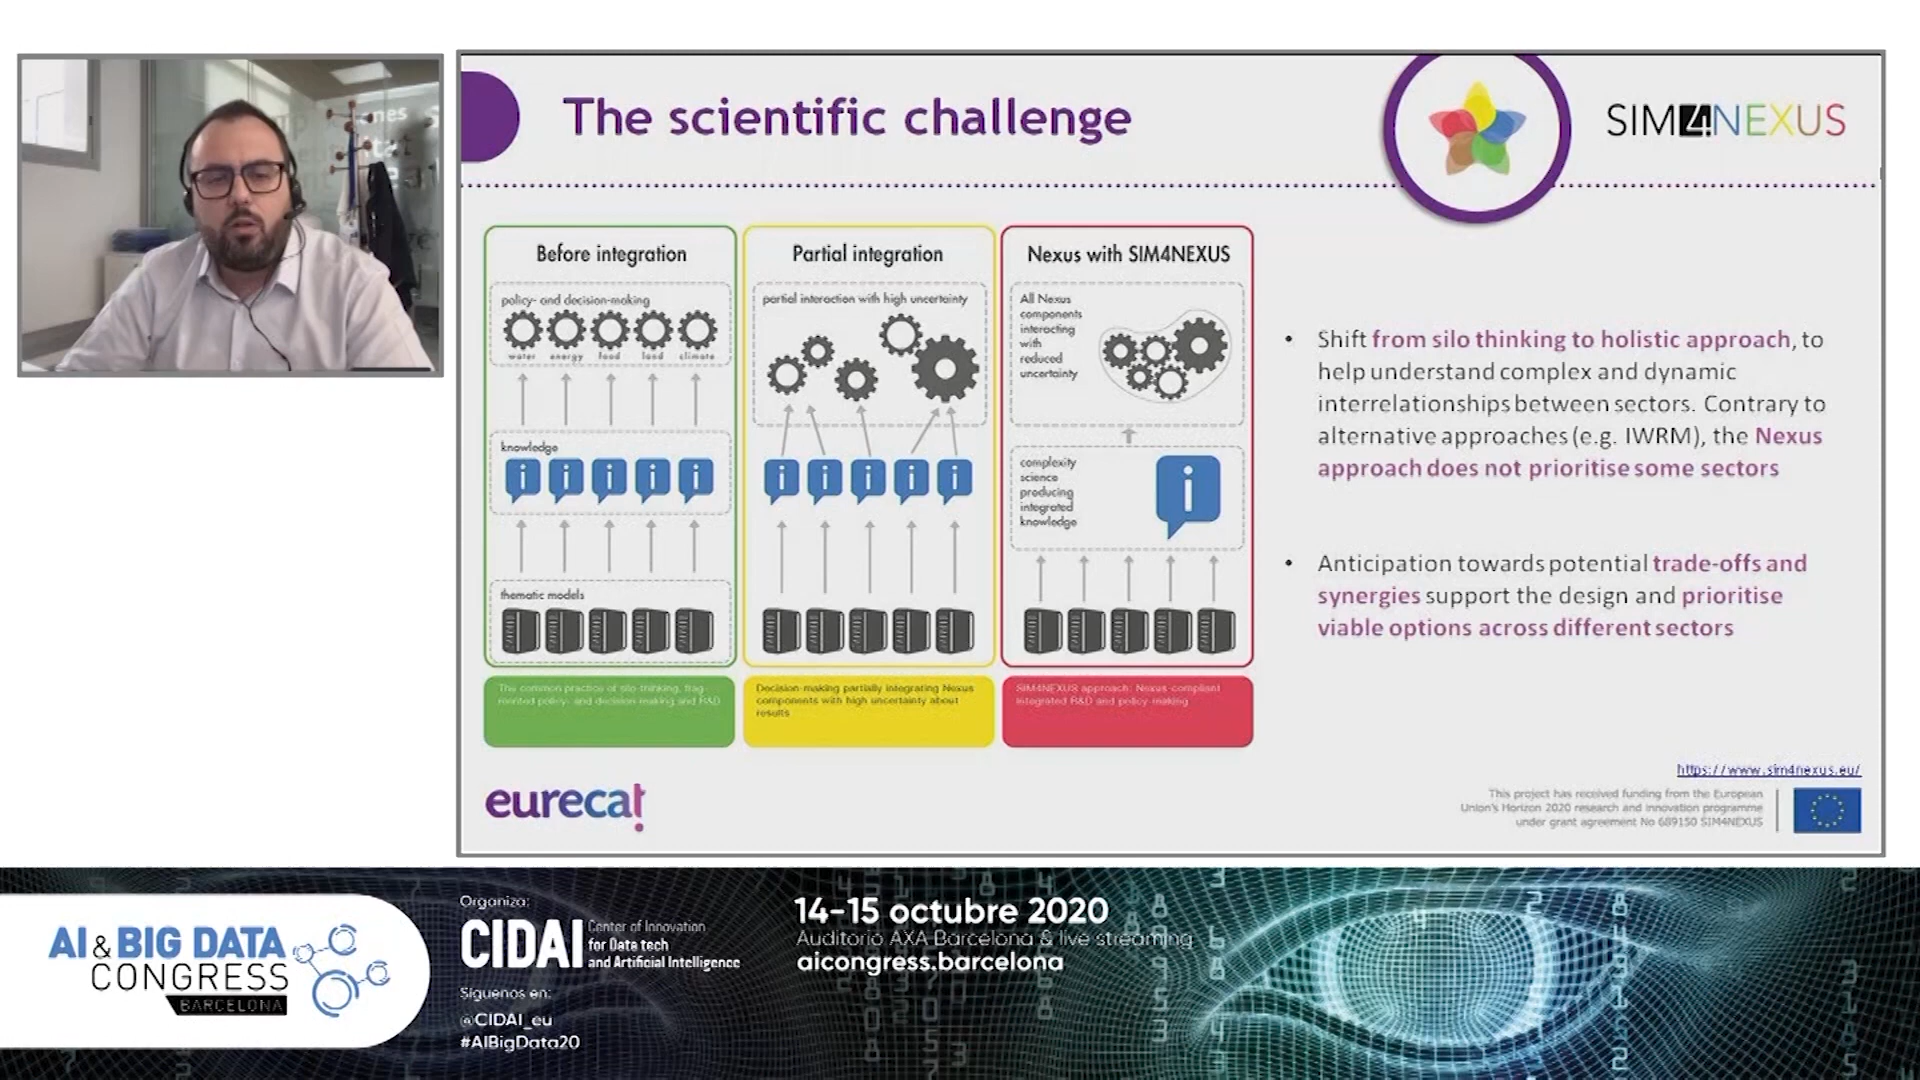 The scientific challenge
SIM4NEXUS
Before integration
policy- and decision-making
water energy food land climate
knowledge
thematic models
The common practice of silo-thinking, frag-
mented policy- and decision-making and R&D
Partial integration
partial interaction with high uncertainty
Decision-making partially integrating Nexus
components with high uncertainty about
results
Nexus with SIM4NEXUS
All Nexus
components
interacting
with
reduced
uncertainty
complexity
science
producing
integrated
knowledge
SIM4NEXUS approach: Nexus-compliant
integrated R&D and policy-making
• Shift from silo thinking to holistic approach, to
help understand complex and dynamic
interrelationships between sectors. Contrary to
alternative approaches (e.g. IWRM), the Nexus
approach does not prioritise some sectors
• Anticipation towards potential trade-offs and
synergies support the design and prioritise
viable options across different sectors
https://www.sim4nexus.eu/
This project has received funding from the European
Union's Horizon 2020 research and innovation programme
under grant agreement No 689150 SIM4NEXUS
eurecat
AI & BIG DATA
CONGRESS
BARCELONA
Organiza:
CIDAI
Center of Innovation
for Data tech
and Artificial Intelligence
Síguenos en:
@CIDAI_eu
#AIBigData20
14-15 octubre 2020
Auditorio AXA Barcelona & live streaming
aicongress.barcelona